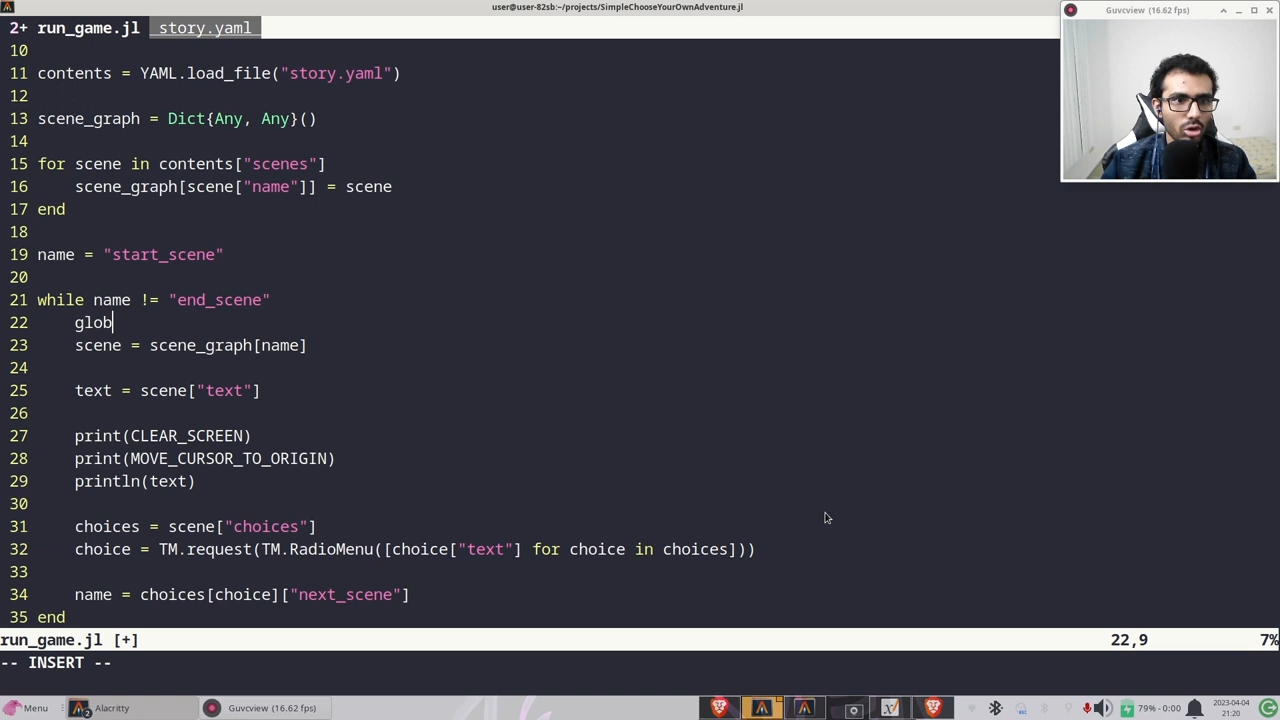 user@user-82sb:~/projects/SimpleChooseYourOwnAdventure.jl
2+ run_game.jl story.yaml
Guvcview (16.62 fps)
10
11 contents = YAML.load_file("story.yaml")
12
13 scene_graph = Dict{Any, Any}()
14
15 for scene in contents["scenes"]
16 scene_graph[scene["name"]] = scene
17 end
18
19 name = "start_scene"
20
21 while name != "end_scene"
22 glob
23 scene = scene_graph[name]
24
25 text = scene["text"]
26
27 print(CLEAR_SCREEN)
28 print(MOVE_CURSOR_TO_ORIGIN)
29 println(text)
30
31 choices = scene["choices"]
32 choice = TM.request(TM.RadioMenu([choice["text"] for choice in choices]))
33
34 name = choices[choice]["next_scene"]
35 end
run_game.jl [+] 22,9 7%
-- INSERT --
Menu Alacritty Guvcview (16.62 fps) 79% - 0:00 2023-04-04
21:20